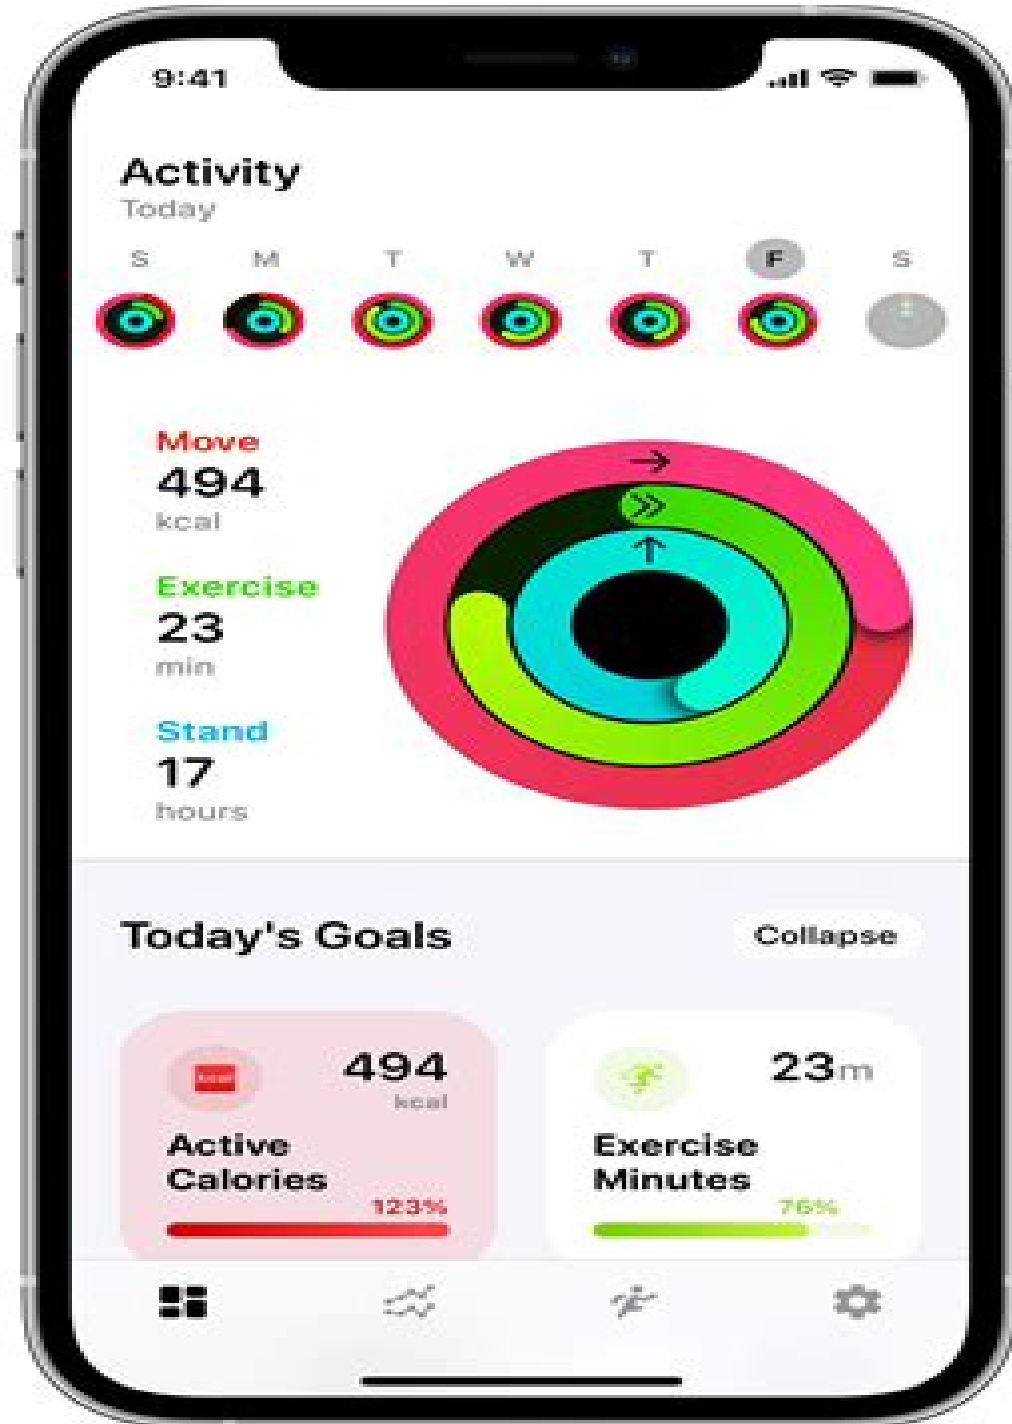 9:41
Activity
Today
S M T W T F S
Move
494
kcal
Exercise
23
min
Stand
17
hours
Today's Goals
Collapse
494
kcal
Active
Calories
123%
23m
Exercise
Minutes
76%